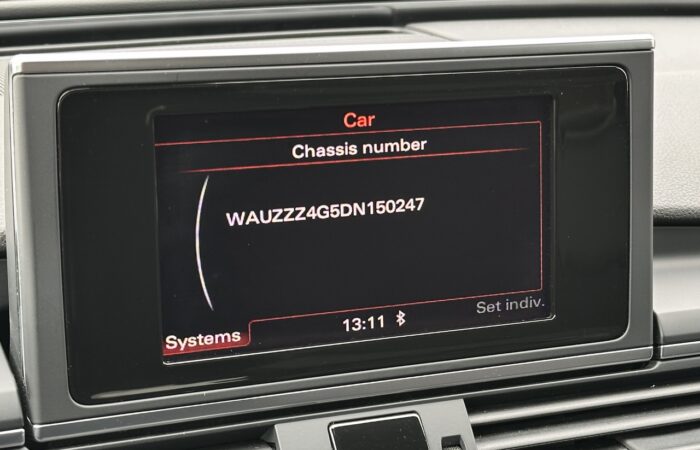 Car
Chassis number
WAUZZZ4G5DN150247
Set indiv.
Systems
13:11